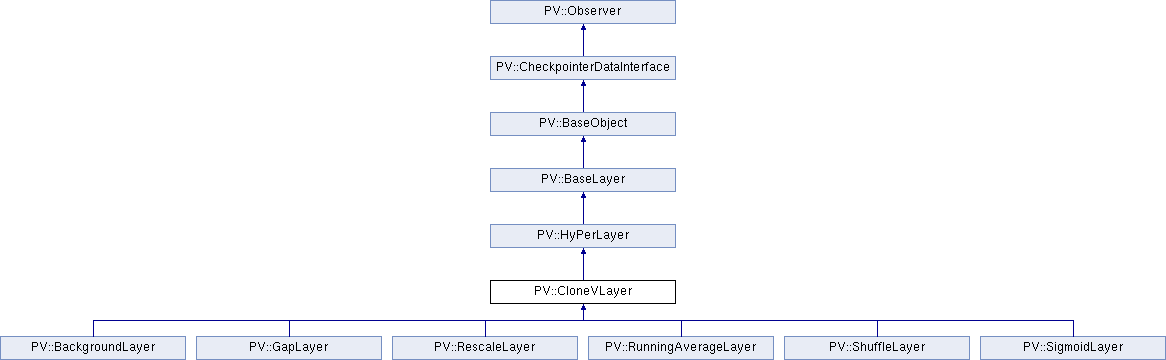 PV::Observer
PV::CheckpointerDataInterface
PV::BaseObject
PV::BaseLayer
PV::HyPerLayer
PV::CloneVLayer
PV::BackgroundLayer PV::GapLayer PV::RescaleLayer PV::RunningAverageLayer PV::ShuffleLayer PV::SigmoidLayer